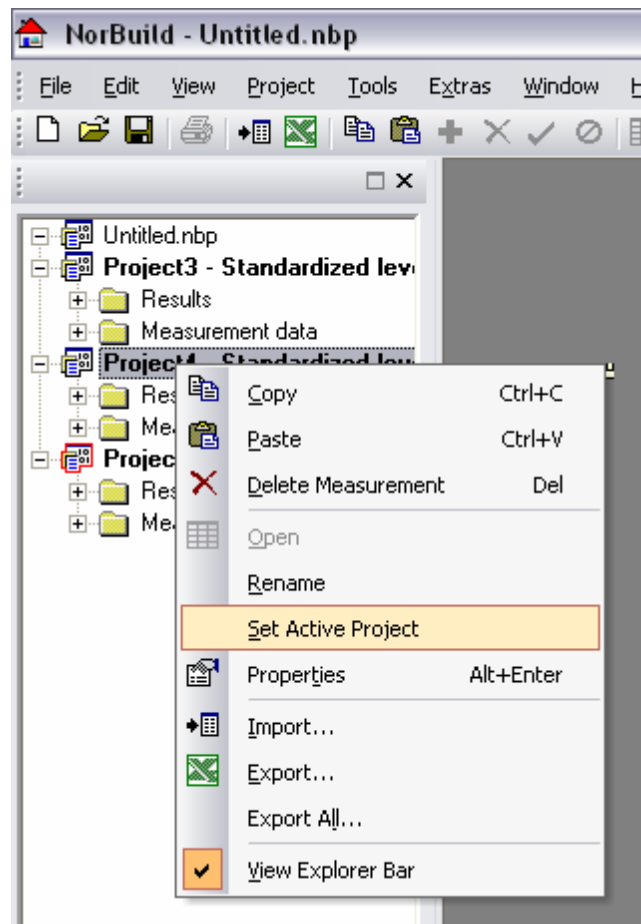 NorBuild - Untitled.nbp
File Edit View Project Tools Extras Window
Untitled.nbp
Project3 - Standardized
Results
Measurement data
Project4 - Standardized
Copy Ctrl+C
Paste Ctrl+V
Delete Measurement Del
Open
Rename
Set Active Project
Properties Alt+Enter
Import...
Export...
Export All...
View Explorer Bar